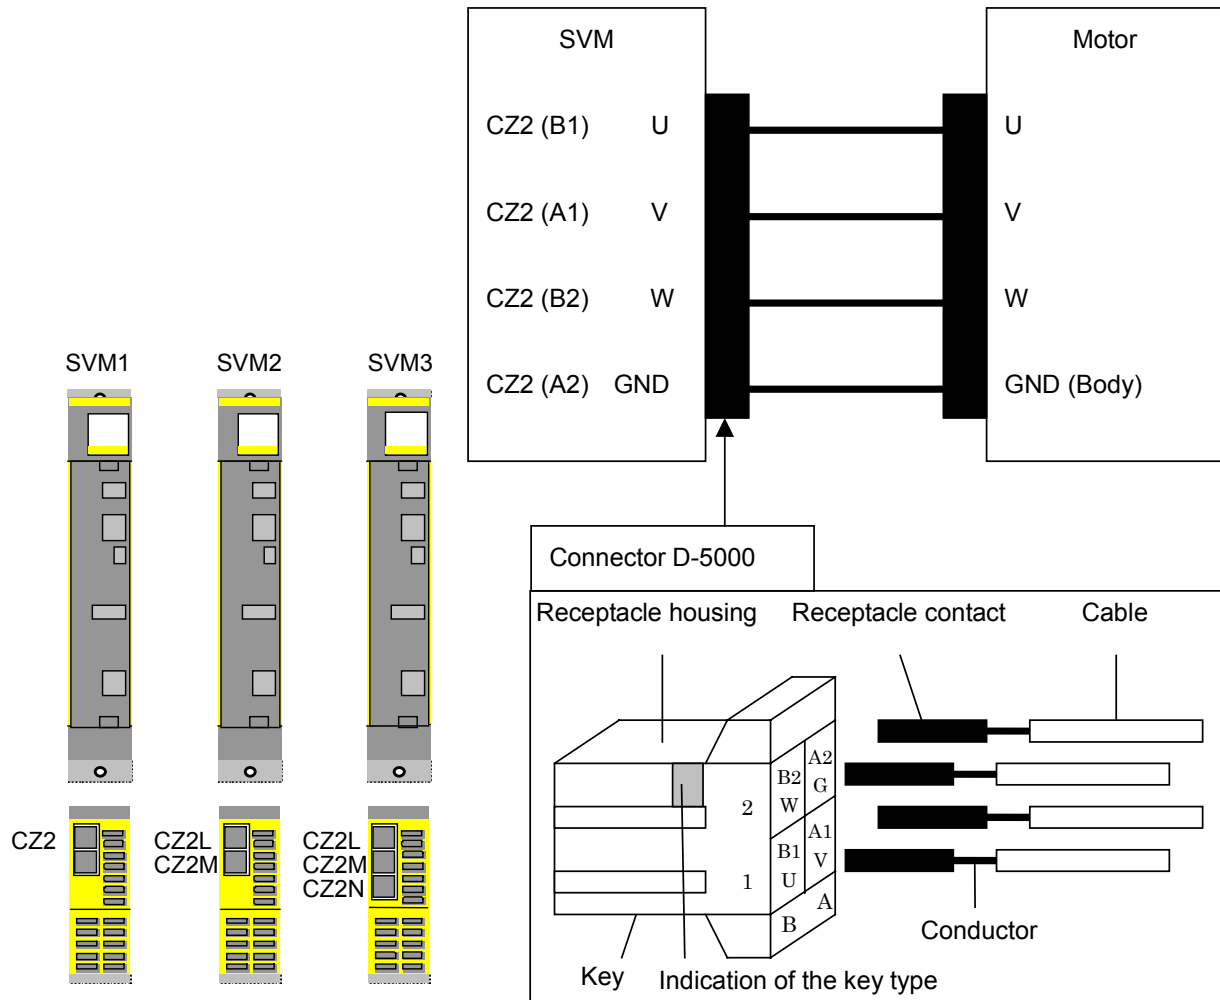 SVM
Motor
CZ2 (B1) U
U
CZ2 (A1) V
V
CZ2 (B2) W
W
CZ2 (A2) GND
GND (Body)
SVM1
SVM2
SVM3
Connector D-5000
Receptacle housing
Receptacle contact
Cable
B2
W
A2
G
2
B1
U
A1
V
1
B
A
Conductor
Key
Indication of the key type
CZ2
CZ2L
CZ2M
CZ2L
CZ2M
CZ2N